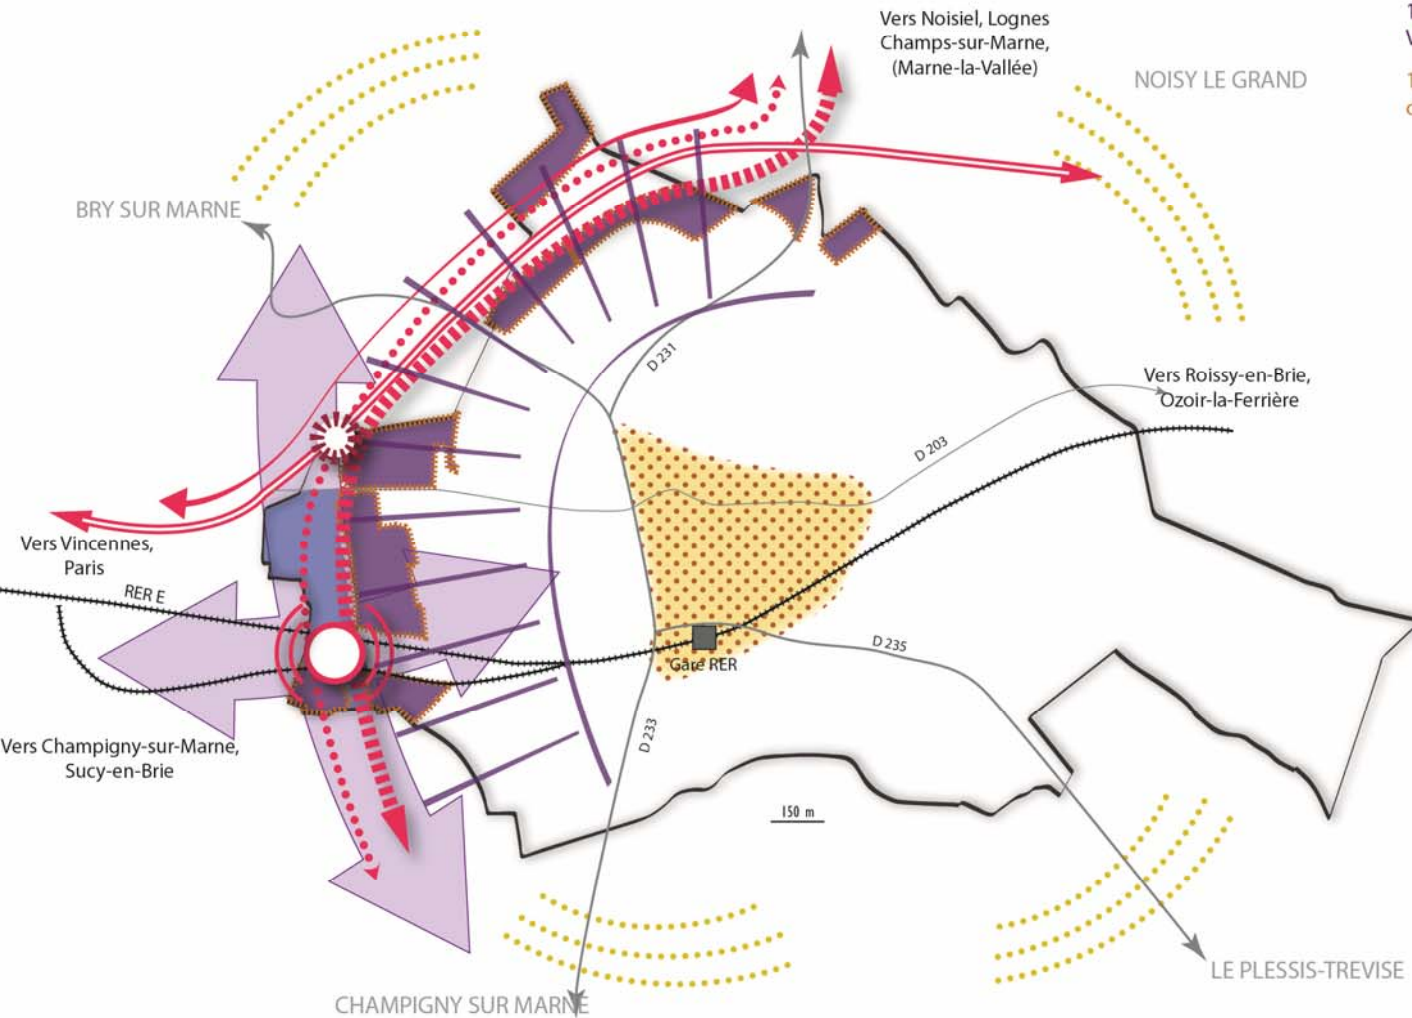 Vers Noisiel, Lognes
Champs-sur-Marne,
(Marne-la-Vallée)
NOISY LE GRAND
BRY SUR MARNE
D 231
Vers Roissy-en-Brie,
Ozoir-la-Ferrière
D 203
Vers Vincennes,
Paris
RER E
D 235
Gare RER
D 233
Vers Champigny-sur-Marne,
Sucy-en-Brie
150 m
LE PLESSIS-TREVISE
CHAMPIGNY SUR MARNE